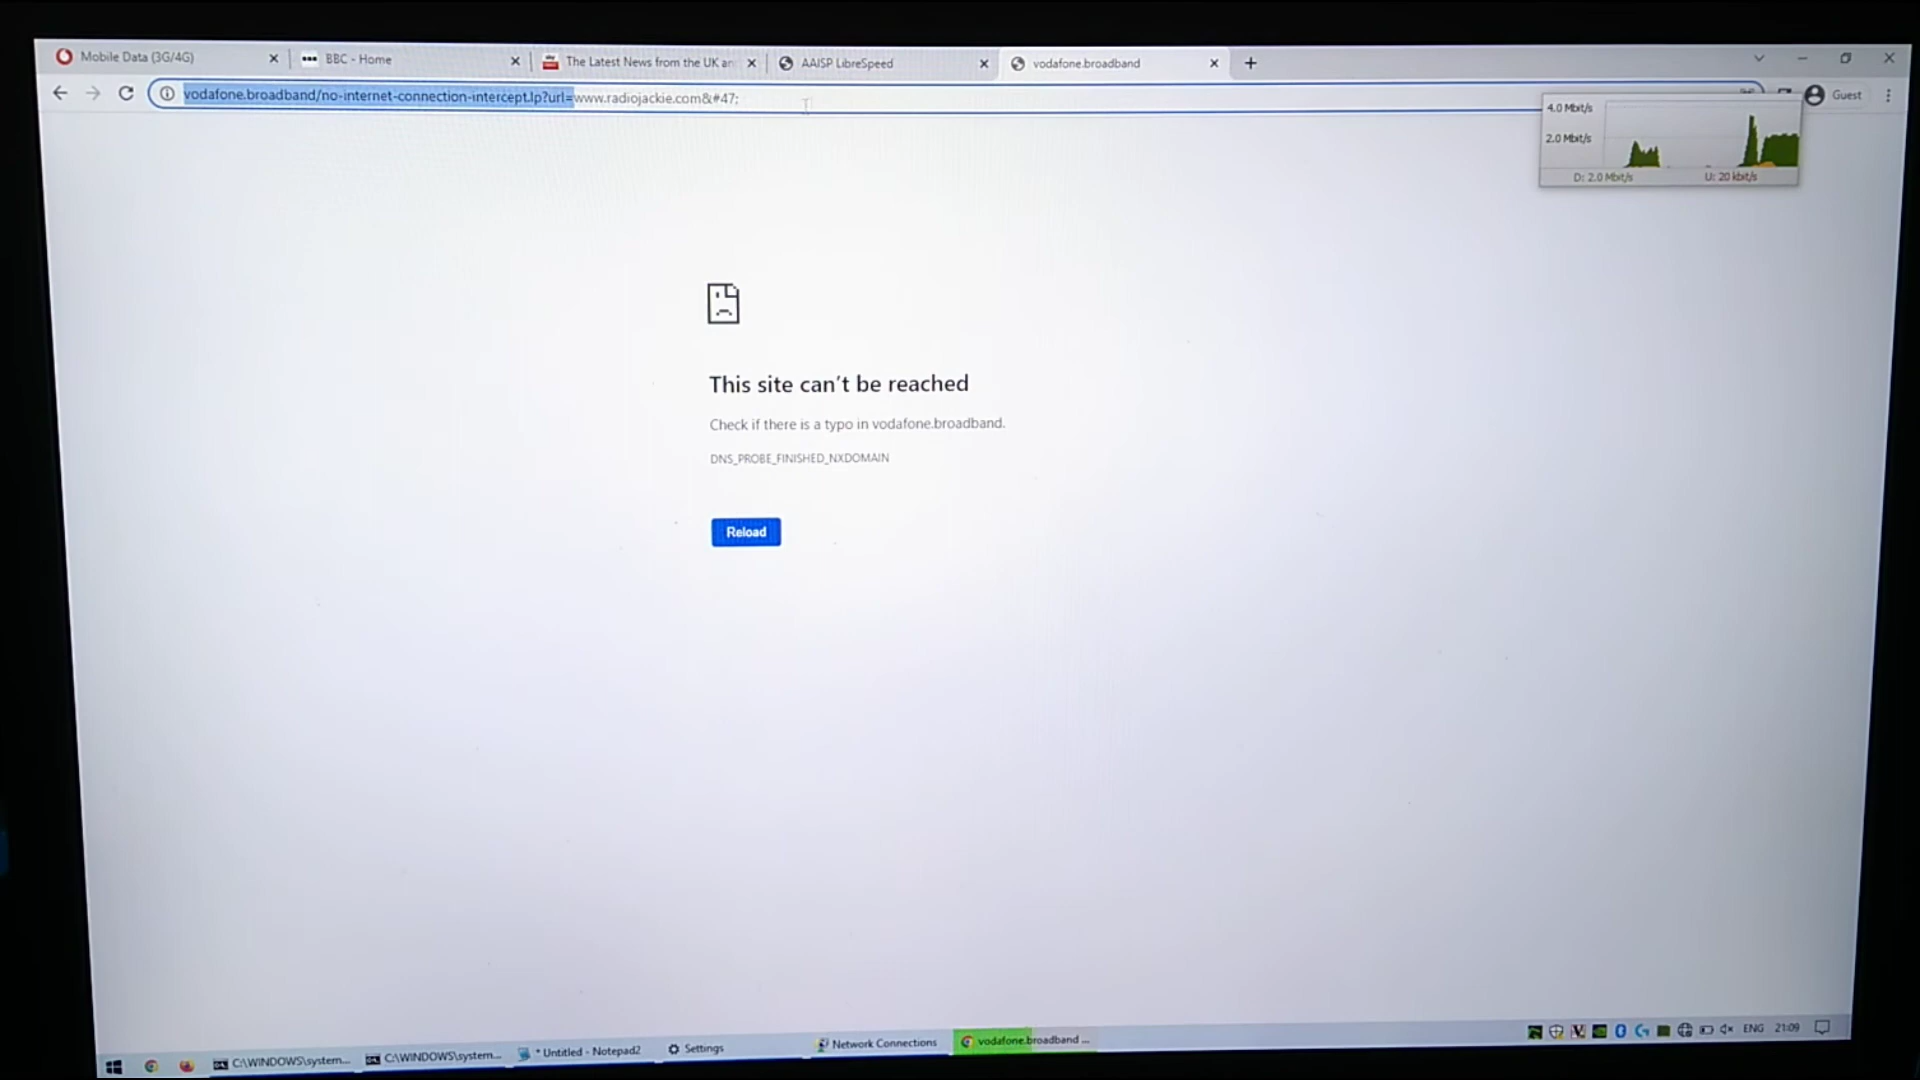 Mobile Data (3G/4G)
BBC - Home
The Latest News from the UK an
AAISP LibreSpeed
vodafone.broadband
vodafone.broadband/no-internet-connection-intercept.lp?url=www.radiojackie.com&#47;
Guest
4.0 Mbit/s
2.0 Mbit/s
D: 2.0 Mbit/s
U: 20 kbit/s
This site can't be reached
Check if there is a typo in vodafone.broadband.
DNS_PROBE_FINISHED_NXDOMAIN
Reload
C:\WINDOWS\system...
C:\WINDOWS\system...
* Untitled - Notepad2
Settings
Network Connections
vodafone.broadband ...
ENG
21:09